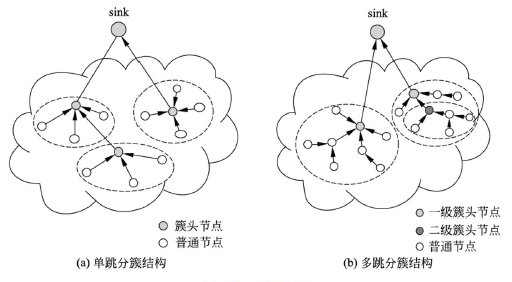 sink
sink
簇头节点
普通节点
一级簇头节点
二级簇头节点
普通节点
(a) 单跳分簇结构
(b) 多跳分簇结构